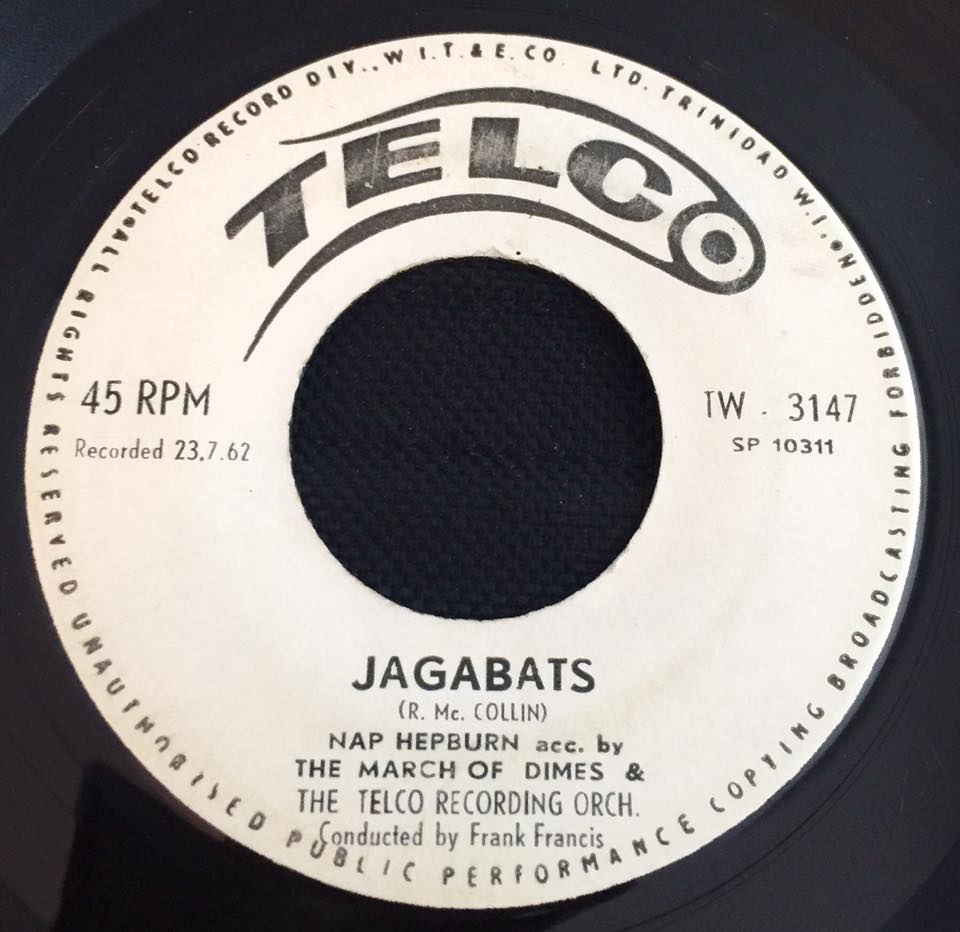 TELCO RECORD DIV., W.I.T. & E. CO. LTD. TRINIDAD W.I.
ALL RIGHTS RESERVED UNAUTHORISED PUBLIC PERFORMANCE COPYING BROADCASTING FORBIDDEN
TELCO
45 RPM
Recorded 23.7.62
TW - 3147
SP 10311
JAGABATS
(R. Mc. COLLIN)
NAP HEPBURN acc. by
THE MARCH OF DIMES &
THE TELCO RECORDING ORCH.
Conducted by Frank Francis